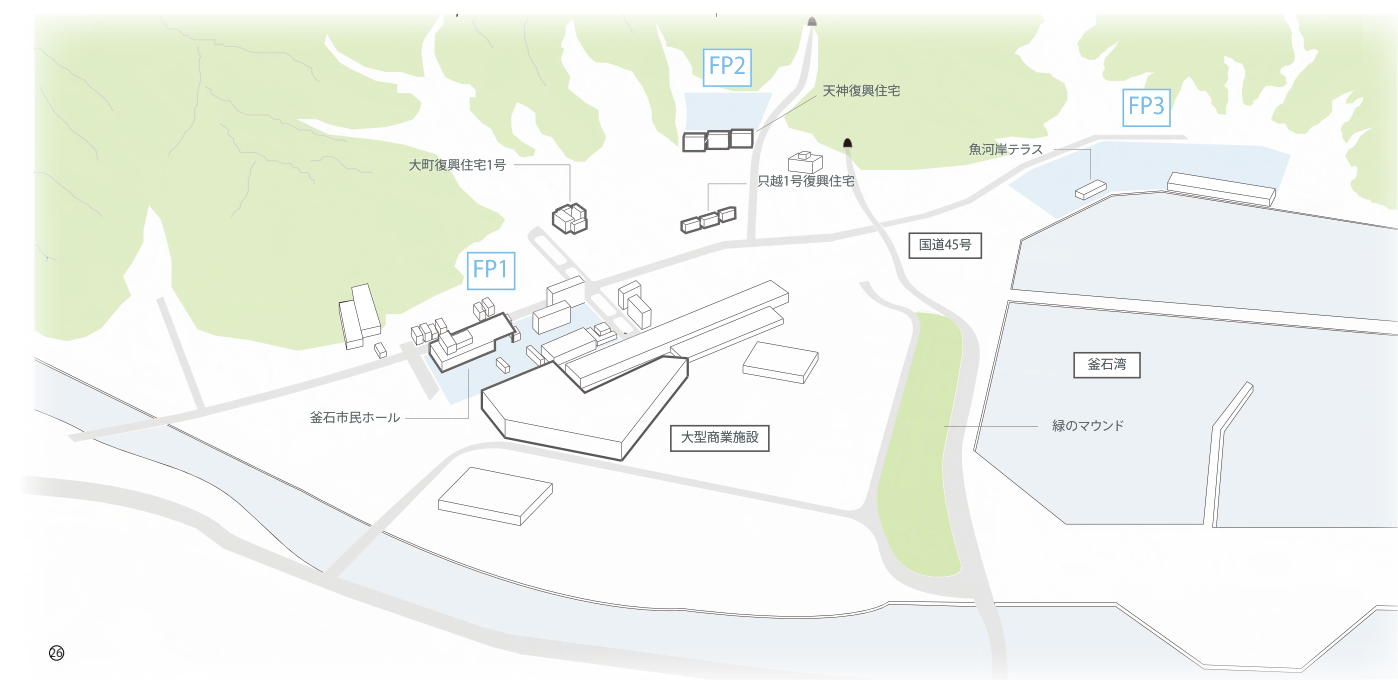 FP2
天神復興住宅
FP3
魚河岸テラス
大町復興住宅1号
只越1号復興住宅
国道45号
FP1
釜石湾
釜石市民ホール
緑のマウンド
大型商業施設
26